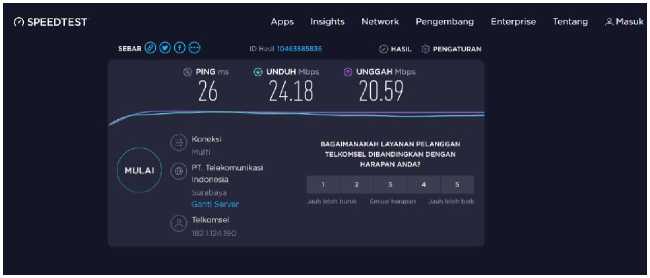 SPEEDTEST Apps Insights Network Pengembang Enterprise Tentang Masuk
SEBAR ID Hasil 10463585836 HASIL PENGATURAN
PING ms UNDUH Mbps UNGGAH Mbps
26 24.18 20.59
MULAI
Koneksi
Multi
PT. Telekomunikasi
Indonesia
Surabaya
Ganti Server
Telkomsel
182.1.124.190
BAGAIMANAKAH LAYANAN PELANGGAN
TELKOMSEL DIBANDINGKAN DENGAN
HARAPAN ANDA?
1 2 3 4 5
Jauh lebih buruk Sesuai harapan Jauh lebih baik